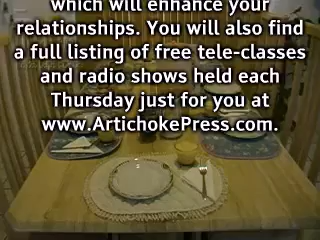 which will enhance your
relationships. You will also find
a full listing of free tele-classes
and radio shows held each
Thursday just for you at
www.ArtichokePress.com.